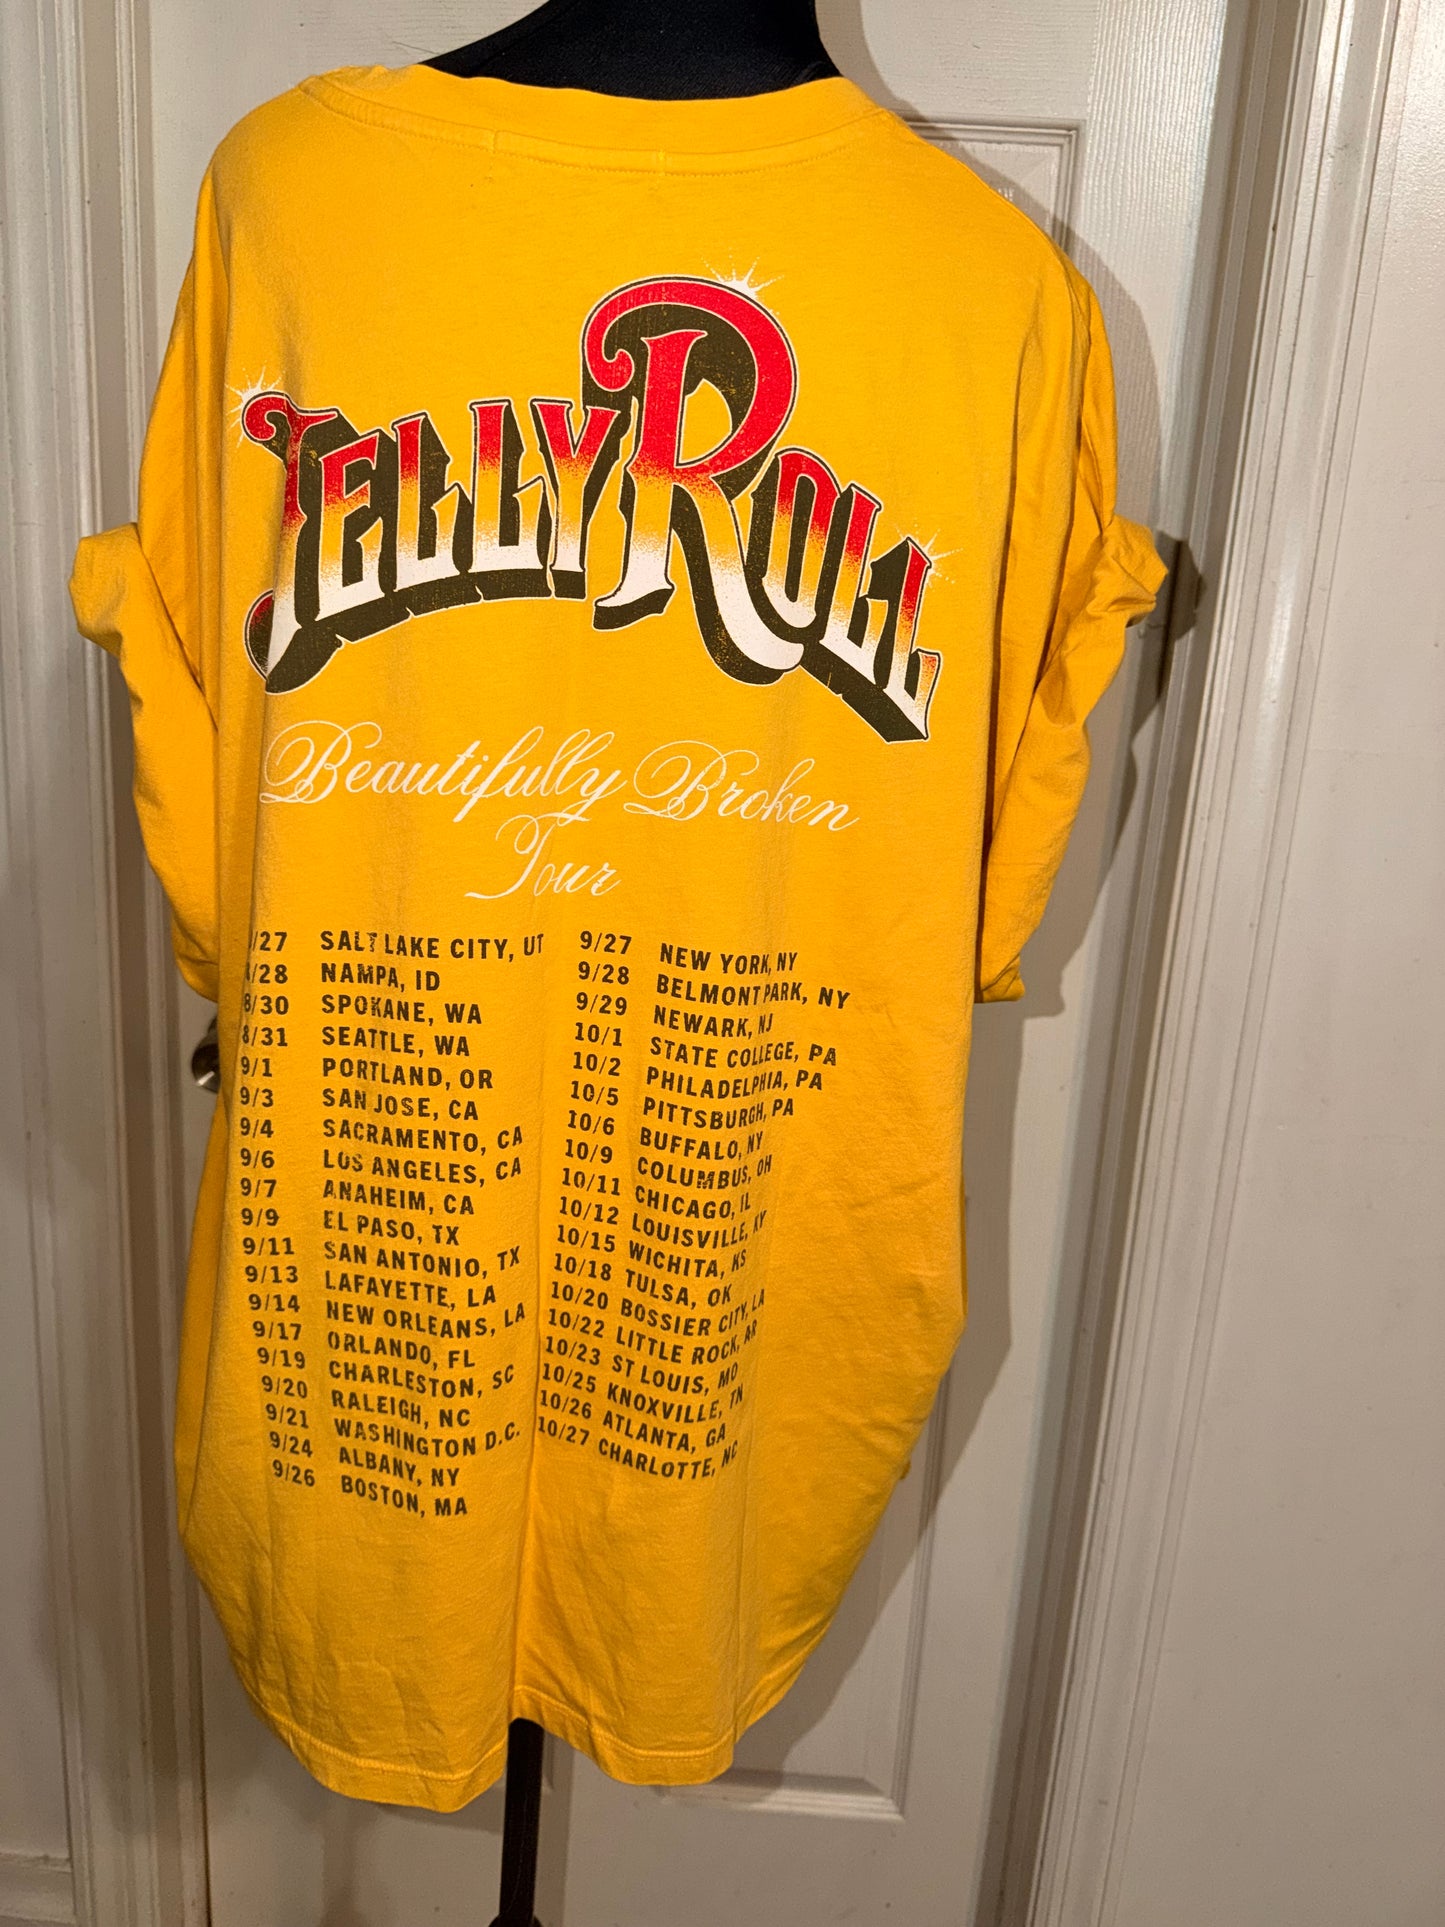 JELLY ROLL
Beautifully Broken
Tour
/27 SALT LAKE CITY, UT
/28 NAMPA, ID
8/30 SPOKANE, WA
8/31 SEATTLE, WA
9/1 PORTLAND, OR
9/3 SAN JOSE, CA
9/4 SACRAMENTO, CA
9/6 LOS ANGELES, CA
9/7 ANAHEIM, CA
9/9 EL PASO, TX
9/11 SAN ANTONIO, TX
9/13 LAFAYETTE, LA
9/14 NEW ORLEANS, LA
9/17 ORLANDO, FL
9/19 CHARLESTON, SC
9/20 RALEIGH, NC
9/21 WASHINGTON D.C.
9/24 ALBANY, NY
9/26 BOSTON, MA
9/27 NEW YORK, NY
9/28 BELMONT PARK, NY
9/29 NEWARK, NJ
10/1 STATE COLLEGE, PA
10/2 PHILADELPHIA, PA
10/5 PITTSBURGH, PA
10/6 BUFFALO, NY
10/9 COLUMBUS, OH
10/11 CHICAGO, IL
10/12 LOUISVILLE, KY
10/15 WICHITA, KS
10/18 TULSA, OK
10/20 BOSSIER CITY, LA
10/22 LITTLE ROCK, AR
10/23 ST LOUIS, MO
10/25 KNOXVILLE, TN
10/26 ATLANTA, GA
10/27 CHARLOTTE, NC